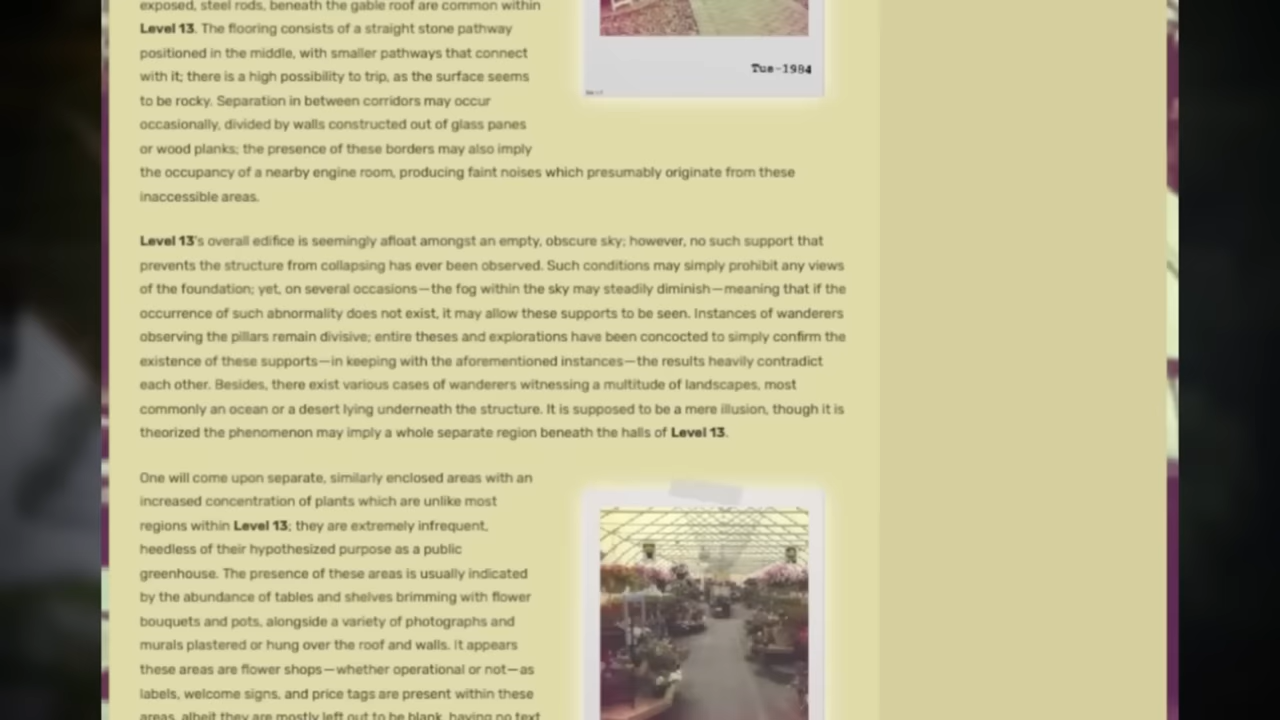 exposed, steel rods, beneath the gable roof are common within
Level 13. The flooring consists of a straight stone pathway
positioned in the middle, with smaller pathways that connect
with it; there is a high possibility to trip, as the surface seems
to be rocky. Separation in between corridors may occur
occasionally, divided by walls constructed out of glass panes
or wood planks; the presence of these borders may also imply
the occupancy of a nearby engine room, producing faint noises which presumably originate from these
inaccessible areas.
Tue-1984
Level 13's overall edifice is seemingly afloat amongst an empty, obscure sky; however, no such support that
prevents the structure from collapsing has ever been observed. Such conditions may simply prohibit any views
of the foundation; yet, on several occasions—the fog within the sky may steadily diminish—meaning that if the
occurrence of such abnormality does not exist, it may allow these supports to be seen. Instances of wanderers
observing the pillars remain divisive; entire theses and explorations have been concocted to simply confirm the
existence of these supports—in keeping with the aforementioned instances—the results heavily contradict
each other. Besides, there exist various cases of wanderers witnessing a multitude of landscapes, most
commonly an ocean or a desert lying underneath the structure. It is supposed to be a mere illusion, though it is
theorized the phenomenon may imply a whole separate region beneath the halls of Level 13.
One will come upon separate, similarly enclosed areas with an
increased concentration of plants which are unlike most
regions within Level 13; they are extremely infrequent,
heedless of their hypothesized purpose as a public
greenhouse. The presence of these areas is usually indicated
by the abundance of tables and shelves brimming with flower
bouquets and pots, alongside a variety of photographs and
murals plastered or hung over the roof and walls. It appears
these areas are flower shops—whether operational or not—as
labels, welcome signs, and price tags are present within these
areas, albeit they are mostly left out to be blank, having no text